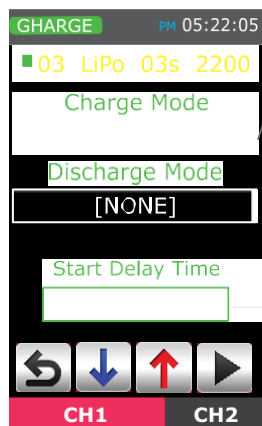 GHARGE PM 05:22:05
03 LiPo 03s 2200
Charge Mode
Discharge Mode
[NONE]
Start Delay Time
CH1 CH2